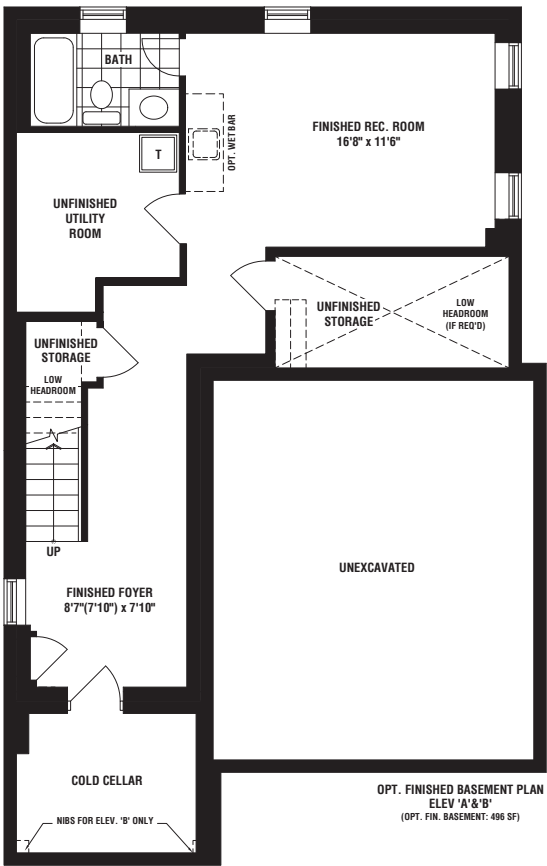 BATH
OPT. WET BAR
FINISHED REC. ROOM
16'8" x 11'6"
T
UNFINISHED
UTILITY
ROOM
UNFINISHED
STORAGE
LOW
HEADROOM
(IF REQ'D)
UNFINISHED
STORAGE
LOW
HEADROOM
UP
UNEXCAVATED
FINISHED FOYER
8'7"(7'10") x 7'10"
COLD CELLAR
NIBS FOR ELEV. 'B' ONLY
OPT. FINISHED BASEMENT PLAN
ELEV 'A'&'B'
(OPT. FIN. BASEMENT: 496 SF)